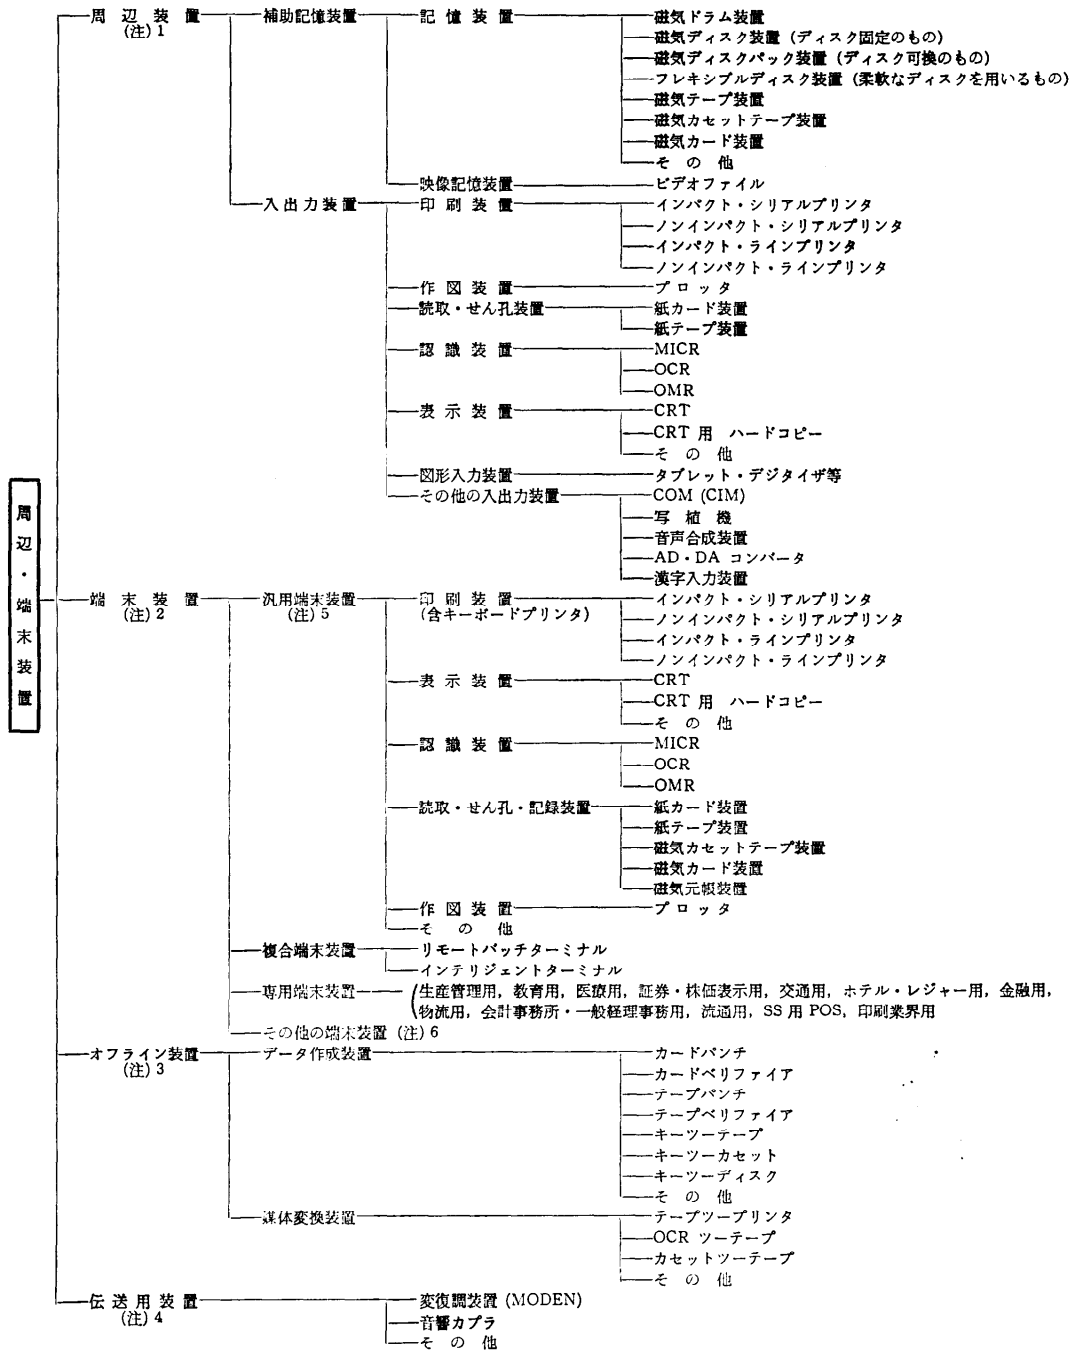 周辺装置 補助記憶装置 記憶装置 磁気ドラム装置
(注) 1
磁気ディスク装置 (ディスク固定のもの)
磁気ディスクパック装置 (ディスク可換のもの)
フレキシブルディスク装置 (柔軟なディスクを用いるもの)
磁気テープ装置
磁気カセットテープ装置
磁気カード装置
その他
映像記憶装置 ビデオファイル
入出力装置 印刷装置 インパクト・シリアルプリンタ
ノンインパクト・シリアルプリンタ
インパクト・ラインプリンタ
ノンインパクト・ラインプリンタ
作図装置 プロッタ
読取・せん孔装置 紙カード装置
紙テープ装置
認識装置 MICR
OCR
OMR
表示装置 CRT
CRT 用 ハードコピー
その他
図形入力装置 タブレット・デジタイザ等
その他の入出力装置 COM (CIM)
写植機
音声合成装置
AD・DA コンバータ
漢字入力装置
周辺・端末装置
端末装置 汎用端末装置 印刷装置 インパクト・シリアルプリンタ
(注) 2 (注) 5 (含キーボードプリンタ)
ノンインパクト・シリアルプリンタ
インパクト・ラインプリンタ
ノンインパクト・ラインプリンタ
表示装置 CRT
CRT 用 ハードコピー
その他
認識装置 MICR
OCR
OMR
読取・せん孔・記録装置 紙カード装置
紙テープ装置
磁気カセットテープ装置
磁気カード装置
磁気元帳装置
作図装置 プロッタ
その他
複合端末装置 リモートバッチターミナル
インテリジェントターミナル
専用端末装置 (生産管理用, 教育用, 医療用, 証券・株価表示用, 交通用, ホテル・レジャー用, 金融用,
物流用, 会計事務所・一般経理事務用, 流通用, SS 用 POS, 印刷業界用
その他の端末装置 (注) 6
オフライン装置 データ作成装置 カードパンチ
(注) 3
カードベリファイア
テープパンチ
テープベリファイア
キーツーテープ
キーツーカセット
キーツーディスク
その他
媒体変換装置 テープツープリンタ
OCR ツーテープ
カセットツーテープ
その他
伝送用装置 変復調装置 (MODEN)
(注) 4
音響カプラ
その他